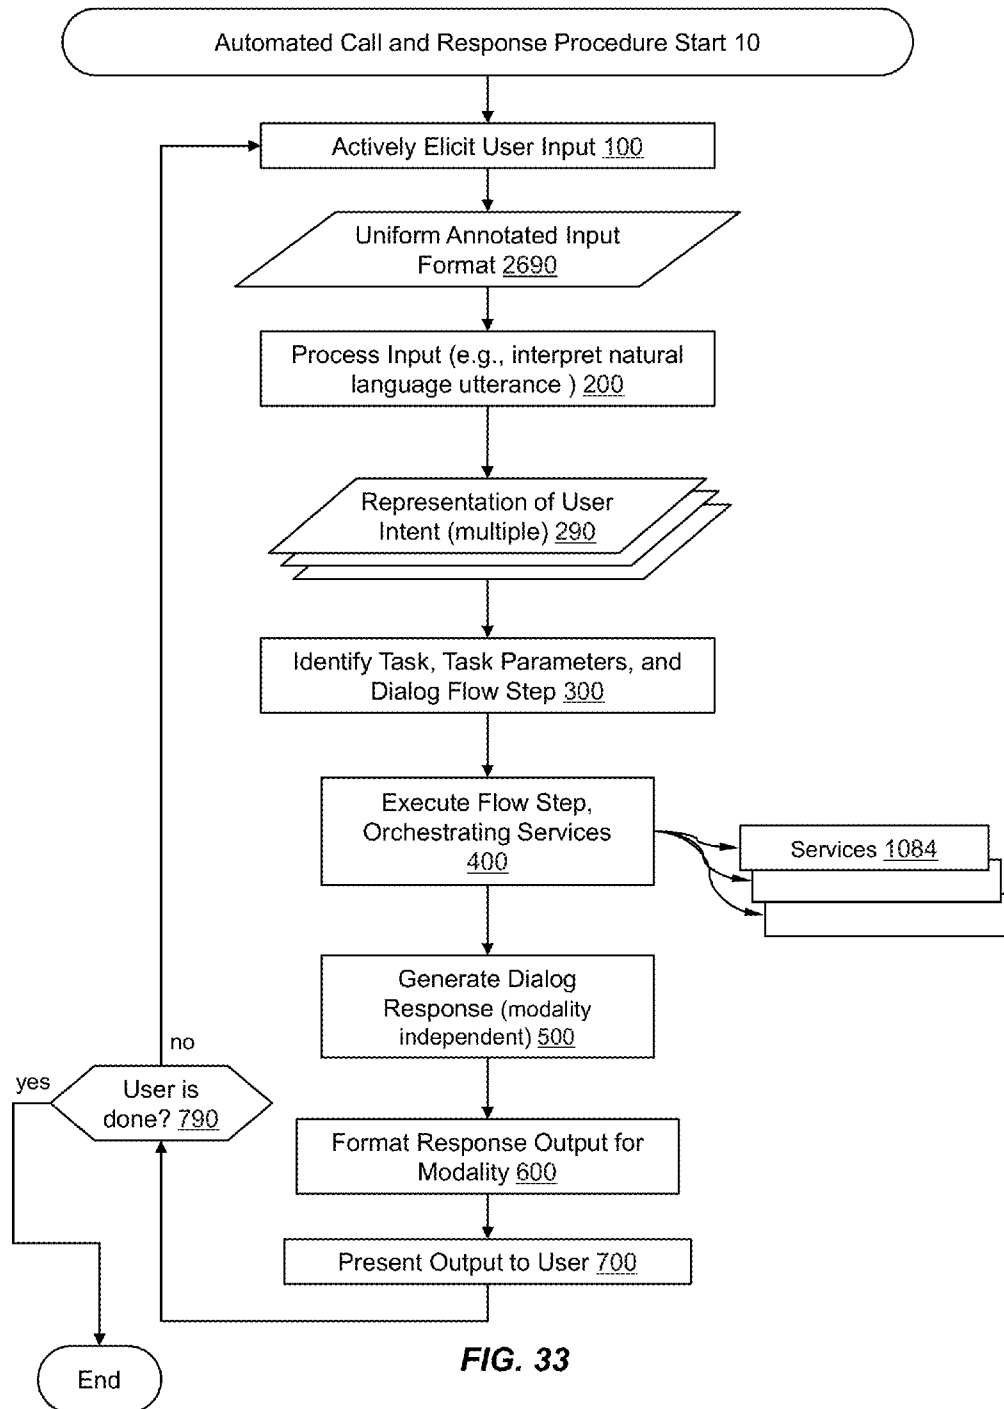 Automated Call and Response Procedure Start 10
Actively Elicit User Input 100
Uniform Annotated Input
Format 2690
Process Input (e.g., interpret natural
language utterance ) 200
Representation of User
Intent (multiple) 290
Identify Task, Task Parameters, and
Dialog Flow Step 300
Execute Flow Step,
Orchestrating Services
400
Services 1084
Generate Dialog
Response (modality
independent) 500
no
yes
User is
done? 790
Format Response Output for
Modality 600
Present Output to User 700
End
FIG. 33